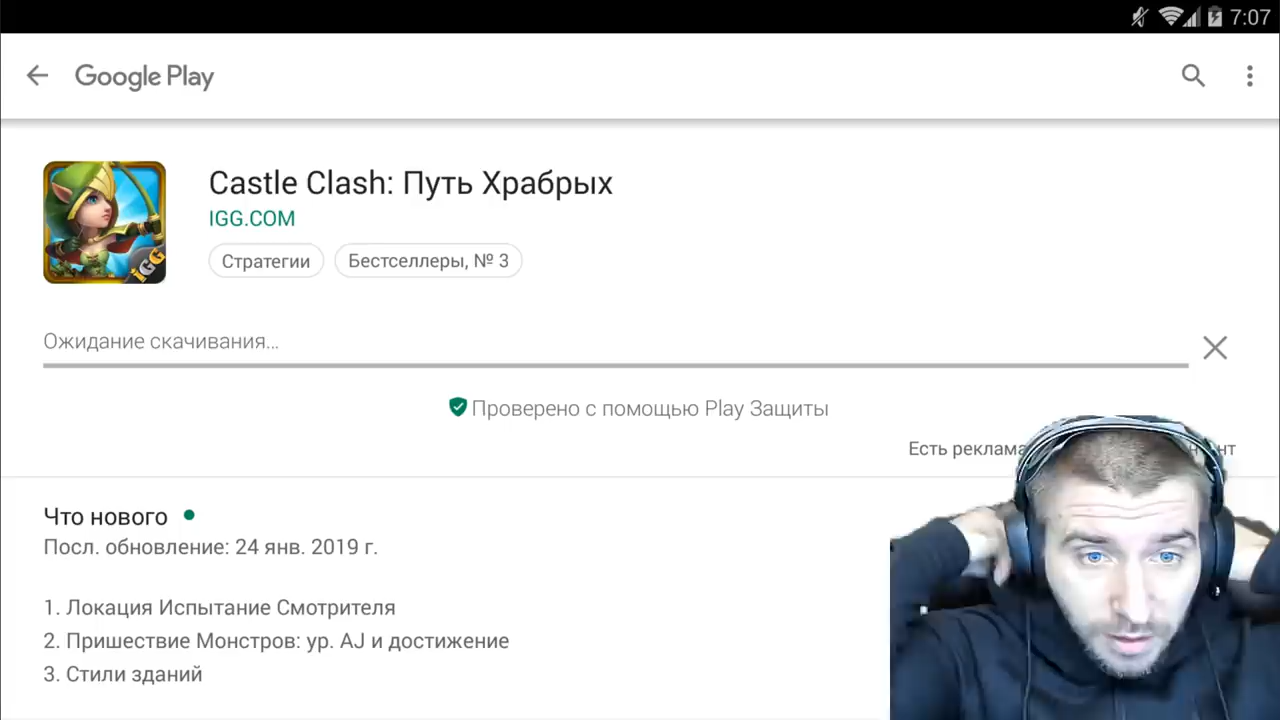 7:07
Google Play
Castle Clash: Путь Храбрых
IGG.COM
Стратегии
Бестселлеры, № 3
IGG
Ожидание скачивания...
Проверено с помощью Play Защиты
Есть реклама
Что нового
Посл. обновление: 24 янв. 2019 г.
1. Локация Испытание Смотрителя
2. Пришествие Монстров: ур. AJ и достижение
3. Стили зданий